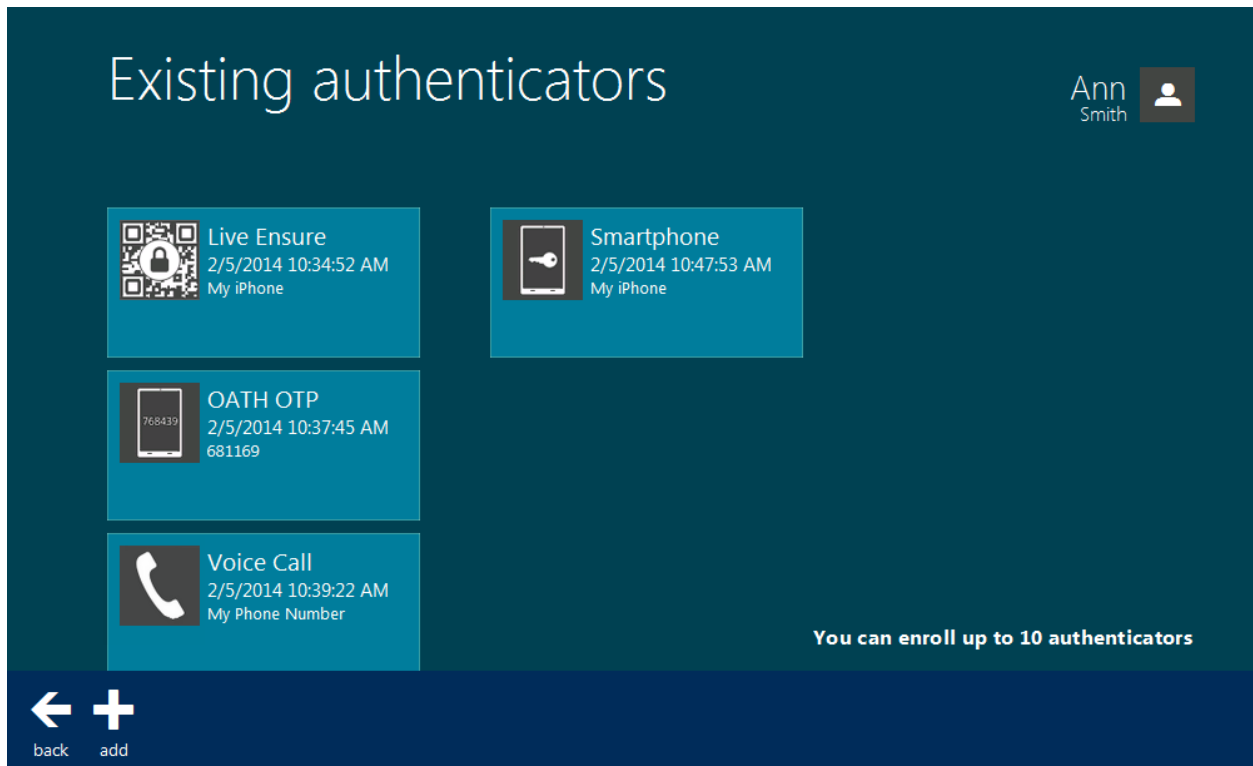 Existing authenticators
Ann
Smith
Live Ensure
2/5/2014 10:34:52 AM
My iPhone
Smartphone
2/5/2014 10:47:53 AM
My iPhone
768439
OATH OTP
2/5/2014 10:37:45 AM
681169
Voice Call
2/5/2014 10:39:22 AM
My Phone Number
You can enroll up to 10 authenticators
back
add